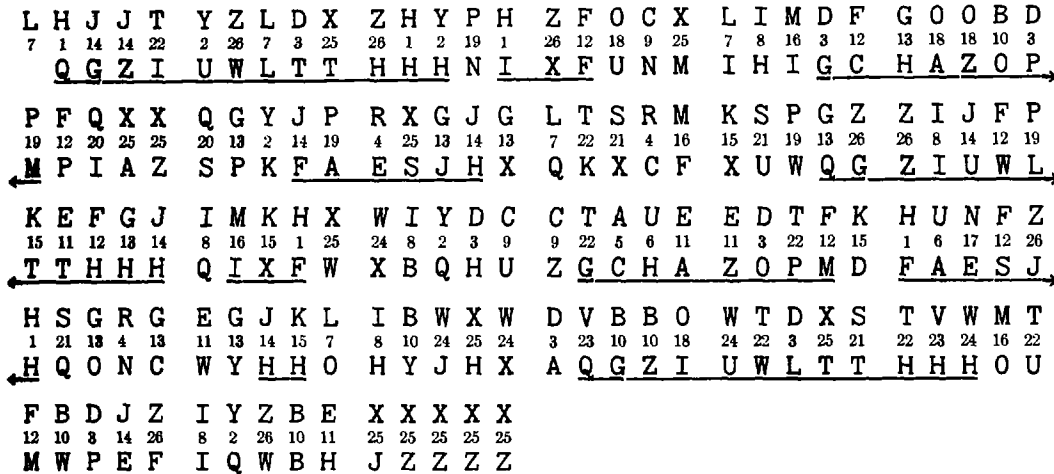 L H J J T Y Z L D X Z H Y P H Z F O C X L I M D F G O O B D
7 1 14 14 22 2 26 7 3 25 26 1 2 19 1 26 12 18 9 25 7 8 16 3 12 13 18 18 10 3
Q G Z I U W L T T H H H N I X F U N M I H I G C H A Z O P
P F Q X X Q G Y J P R X G J G L T S R M K S P G Z Z I J F P
19 12 20 25 25 20 13 2 14 19 4 25 13 14 13 7 22 21 4 16 15 21 19 13 26 26 8 14 12 19
M P I A Z S P K F A E S J H X Q K X C F X U W Q G Z I U W L
K E F G J I M K H X W I Y D C C T A U E E D T F K H U N F Z
15 11 12 13 14 8 16 15 1 25 24 8 2 3 9 9 22 5 6 11 11 3 22 12 15 1 6 17 12 26
T T H H H Q I X F W X B Q H U Z G C H A Z O P M D F A E S J
H S G R G E G J K L I B W X W D V B B O W T D X S T V W M T
1 21 13 4 13 11 13 14 15 7 8 10 24 25 24 3 23 10 10 18 24 22 3 25 21 22 23 24 16 22
H Q O N C W Y H H O H Y J H X A Q G Z I U W L T T H H H O U
F B D J Z I Y Z B E X X X X X
12 10 3 14 26 8 2 26 10 11 25 25 25 25 25
M W P E F I Q W B H J Z Z Z Z